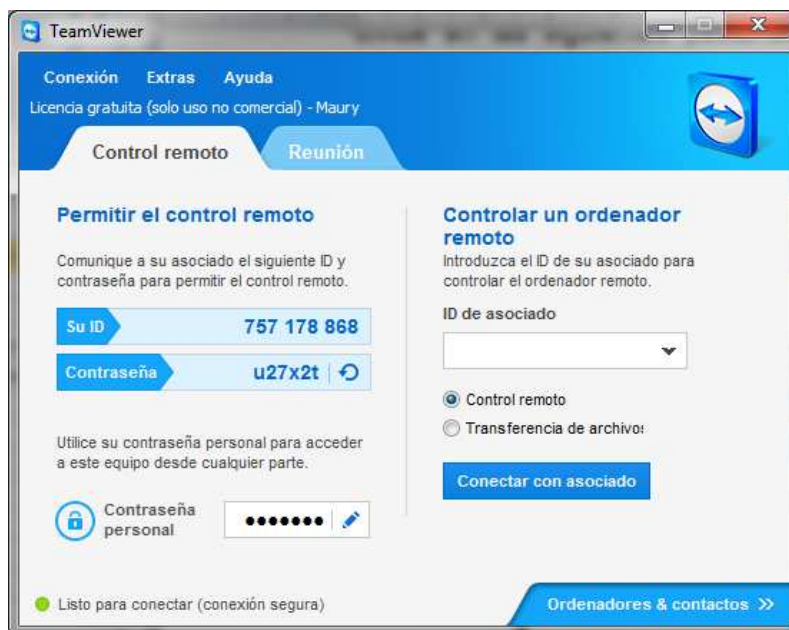 TeamViewer
Conexión Extras Ayuda
Licencia gratuita (solo uso no comercial) - Maury
Control remoto
Reunión
Permitir el control remoto
Comunique a su asociado el siguiente ID y
contraseña para permitir el control remoto.
Su ID 757 178 868
Contraseña u27x2t
Utilice su contraseña personal para acceder
a este equipo desde cualquier parte.
Contraseña
personal
Controlar un ordenador
remoto
Introduzca el ID de su asociado para
controlar el ordenador remoto.
ID de asociado
Control remoto
Transferencia de archivos
Conectar con asociado
Listo para conectar (conexión segura)
Ordenadores & contactos >>